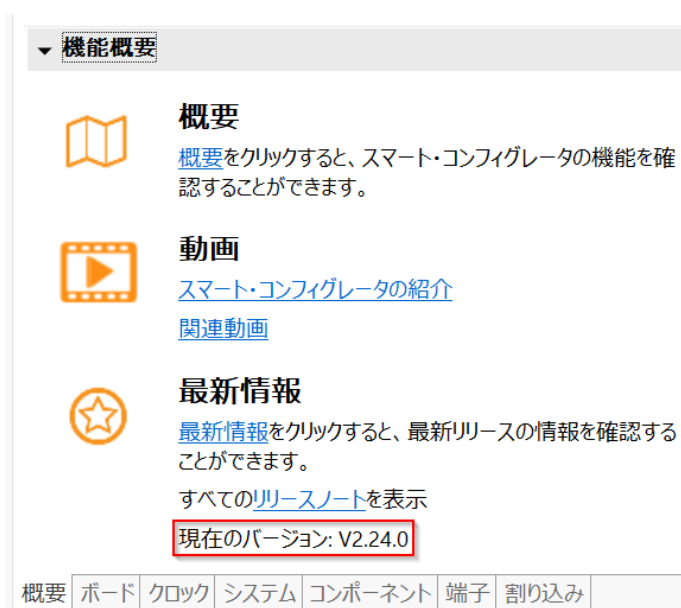 機能概要
概要
概要をクリックすると、スマート・コンフィグレータの機能を確
認することができます。
動画
スマート・コンフィグレータの紹介
関連動画
最新情報
最新情報をクリックすると、最新リリースの情報を確認する
ことができます。
すべてのリリースノートを表示
現在のバージョン: V2.24.0
概要 ボード クロック システム コンポーネント 端子 割り込み